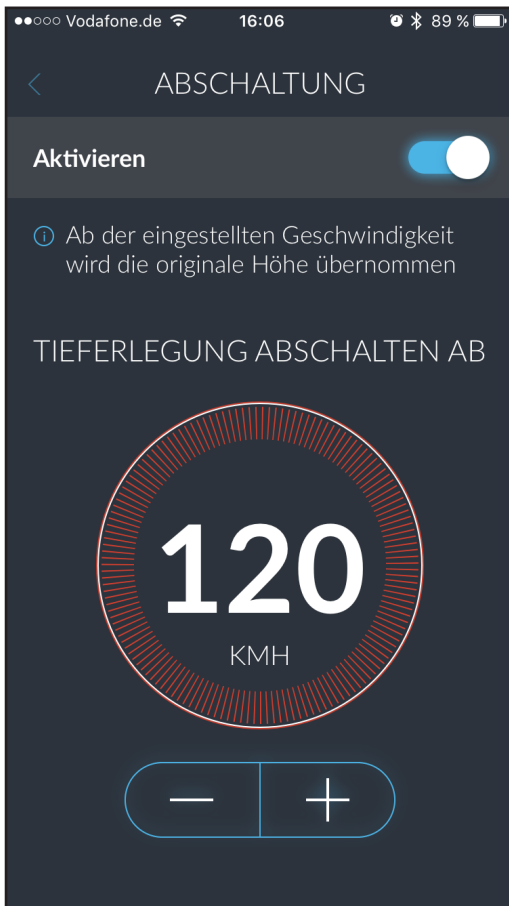 Vodafone.de 16:06 89 %
ABSCHALTUNG
Aktivieren
Ab der eingestellten Geschwindigkeit
wird die originale Höhe übernommen
TIEFERLEGUNG ABSCHALTEN AB
120
KMH